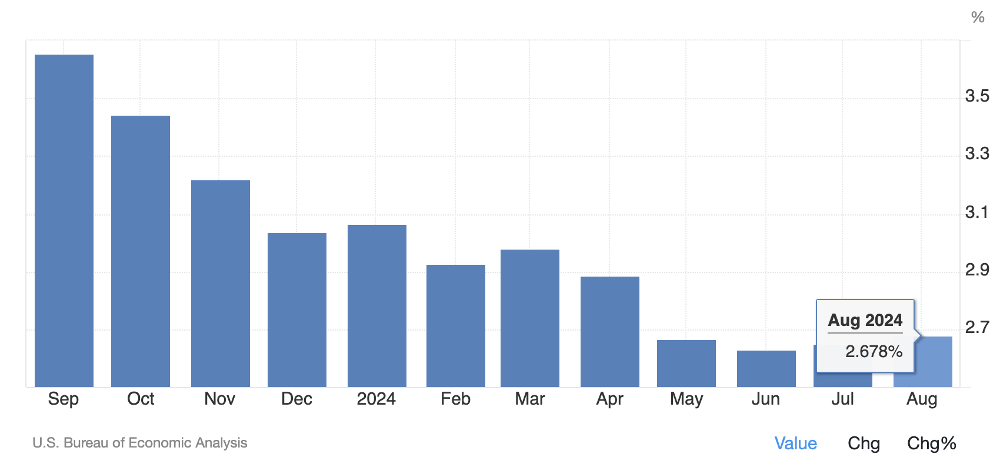 %
3.5
3.3
3.1
2.9
2.7
Aug 2024
2.678%
Sep Oct Nov Dec 2024 Feb Mar Apr May Jun Jul Aug
U.S. Bureau of Economic Analysis
Value Chg Chg%